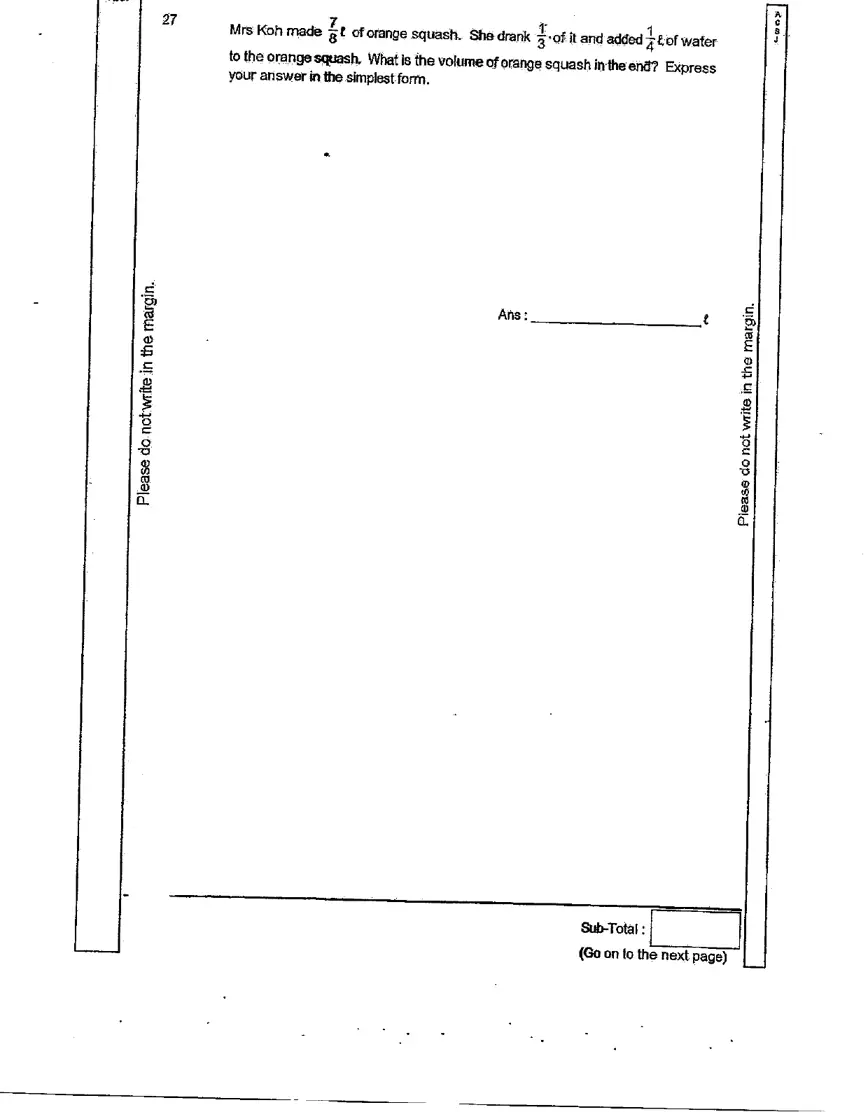 A
C
S
J
27
Mrs Koh made 7/8 ℓ of orange squash. She drank 1/3 of it and added 1/4 ℓ of water
to the orange squash. What is the volume of orange squash in the end? Express
your answer in the simplest form.
Ans : ____________________ ℓ
Please do not write in the margin.
Please do not write in the margin.
Sub-Total :
(Go on to the next page)